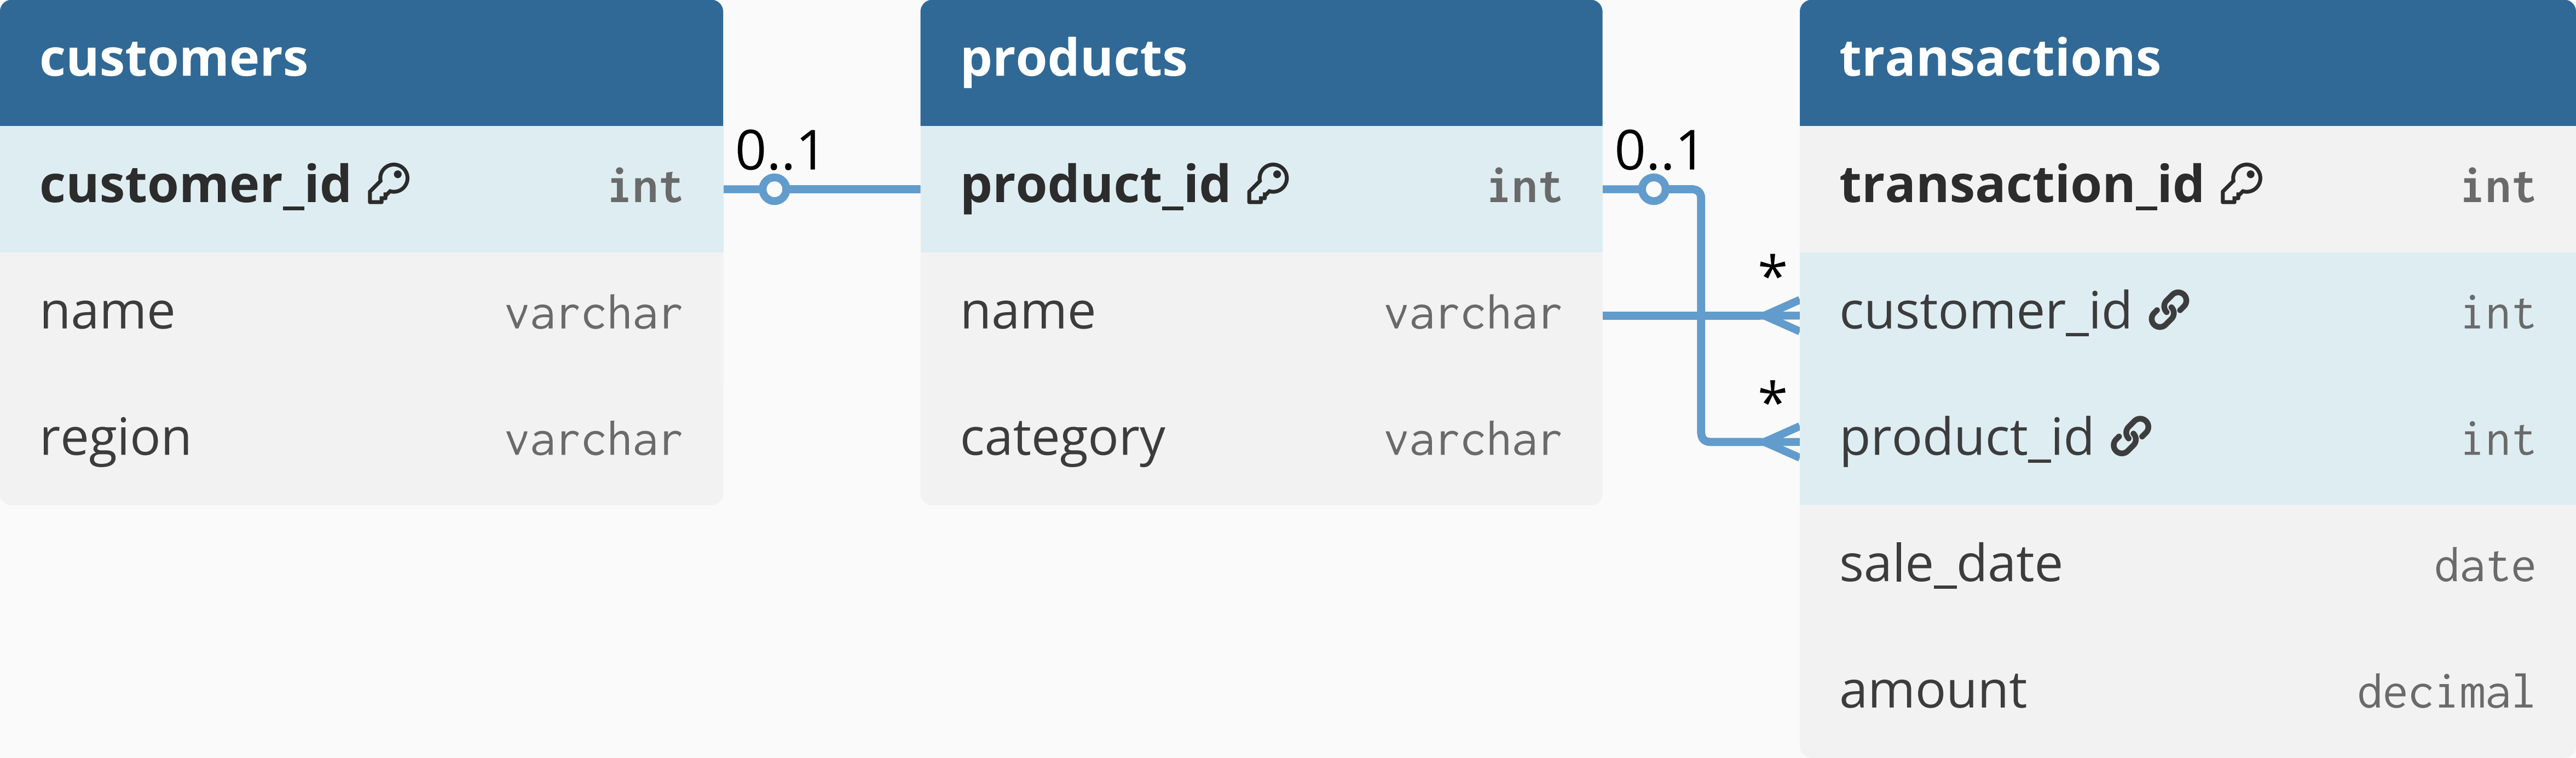 customers
customer_id int
name varchar
region varchar
0..1
products
product_id int
name varchar
category varchar
0..1
*
*
transactions
transaction_id int
customer_id int
product_id int
sale_date date
amount decimal